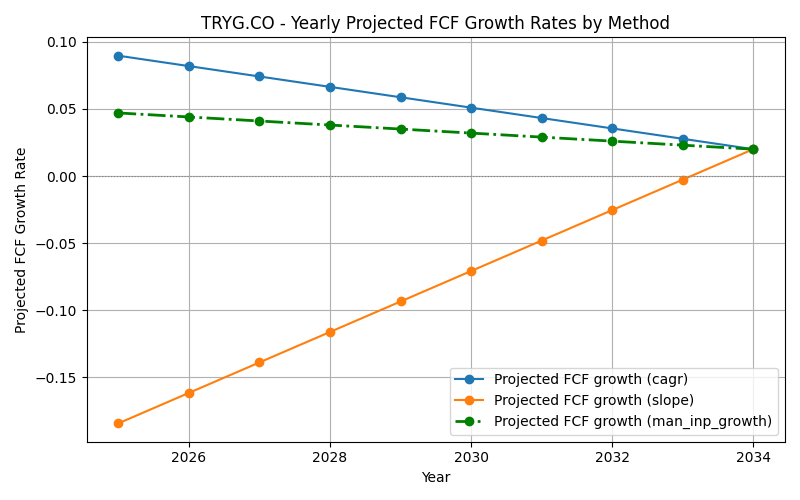 TRYG.CO - Yearly Projected FCF Growth Rates by Method
Projected FCF Growth Rate
0.10
0.05
0.00
−0.05
−0.10
−0.15
Projected FCF growth (cagr)
Projected FCF growth (slope)
Projected FCF growth (man_inp_growth)
2026
2028
2030
2032
2034
Year